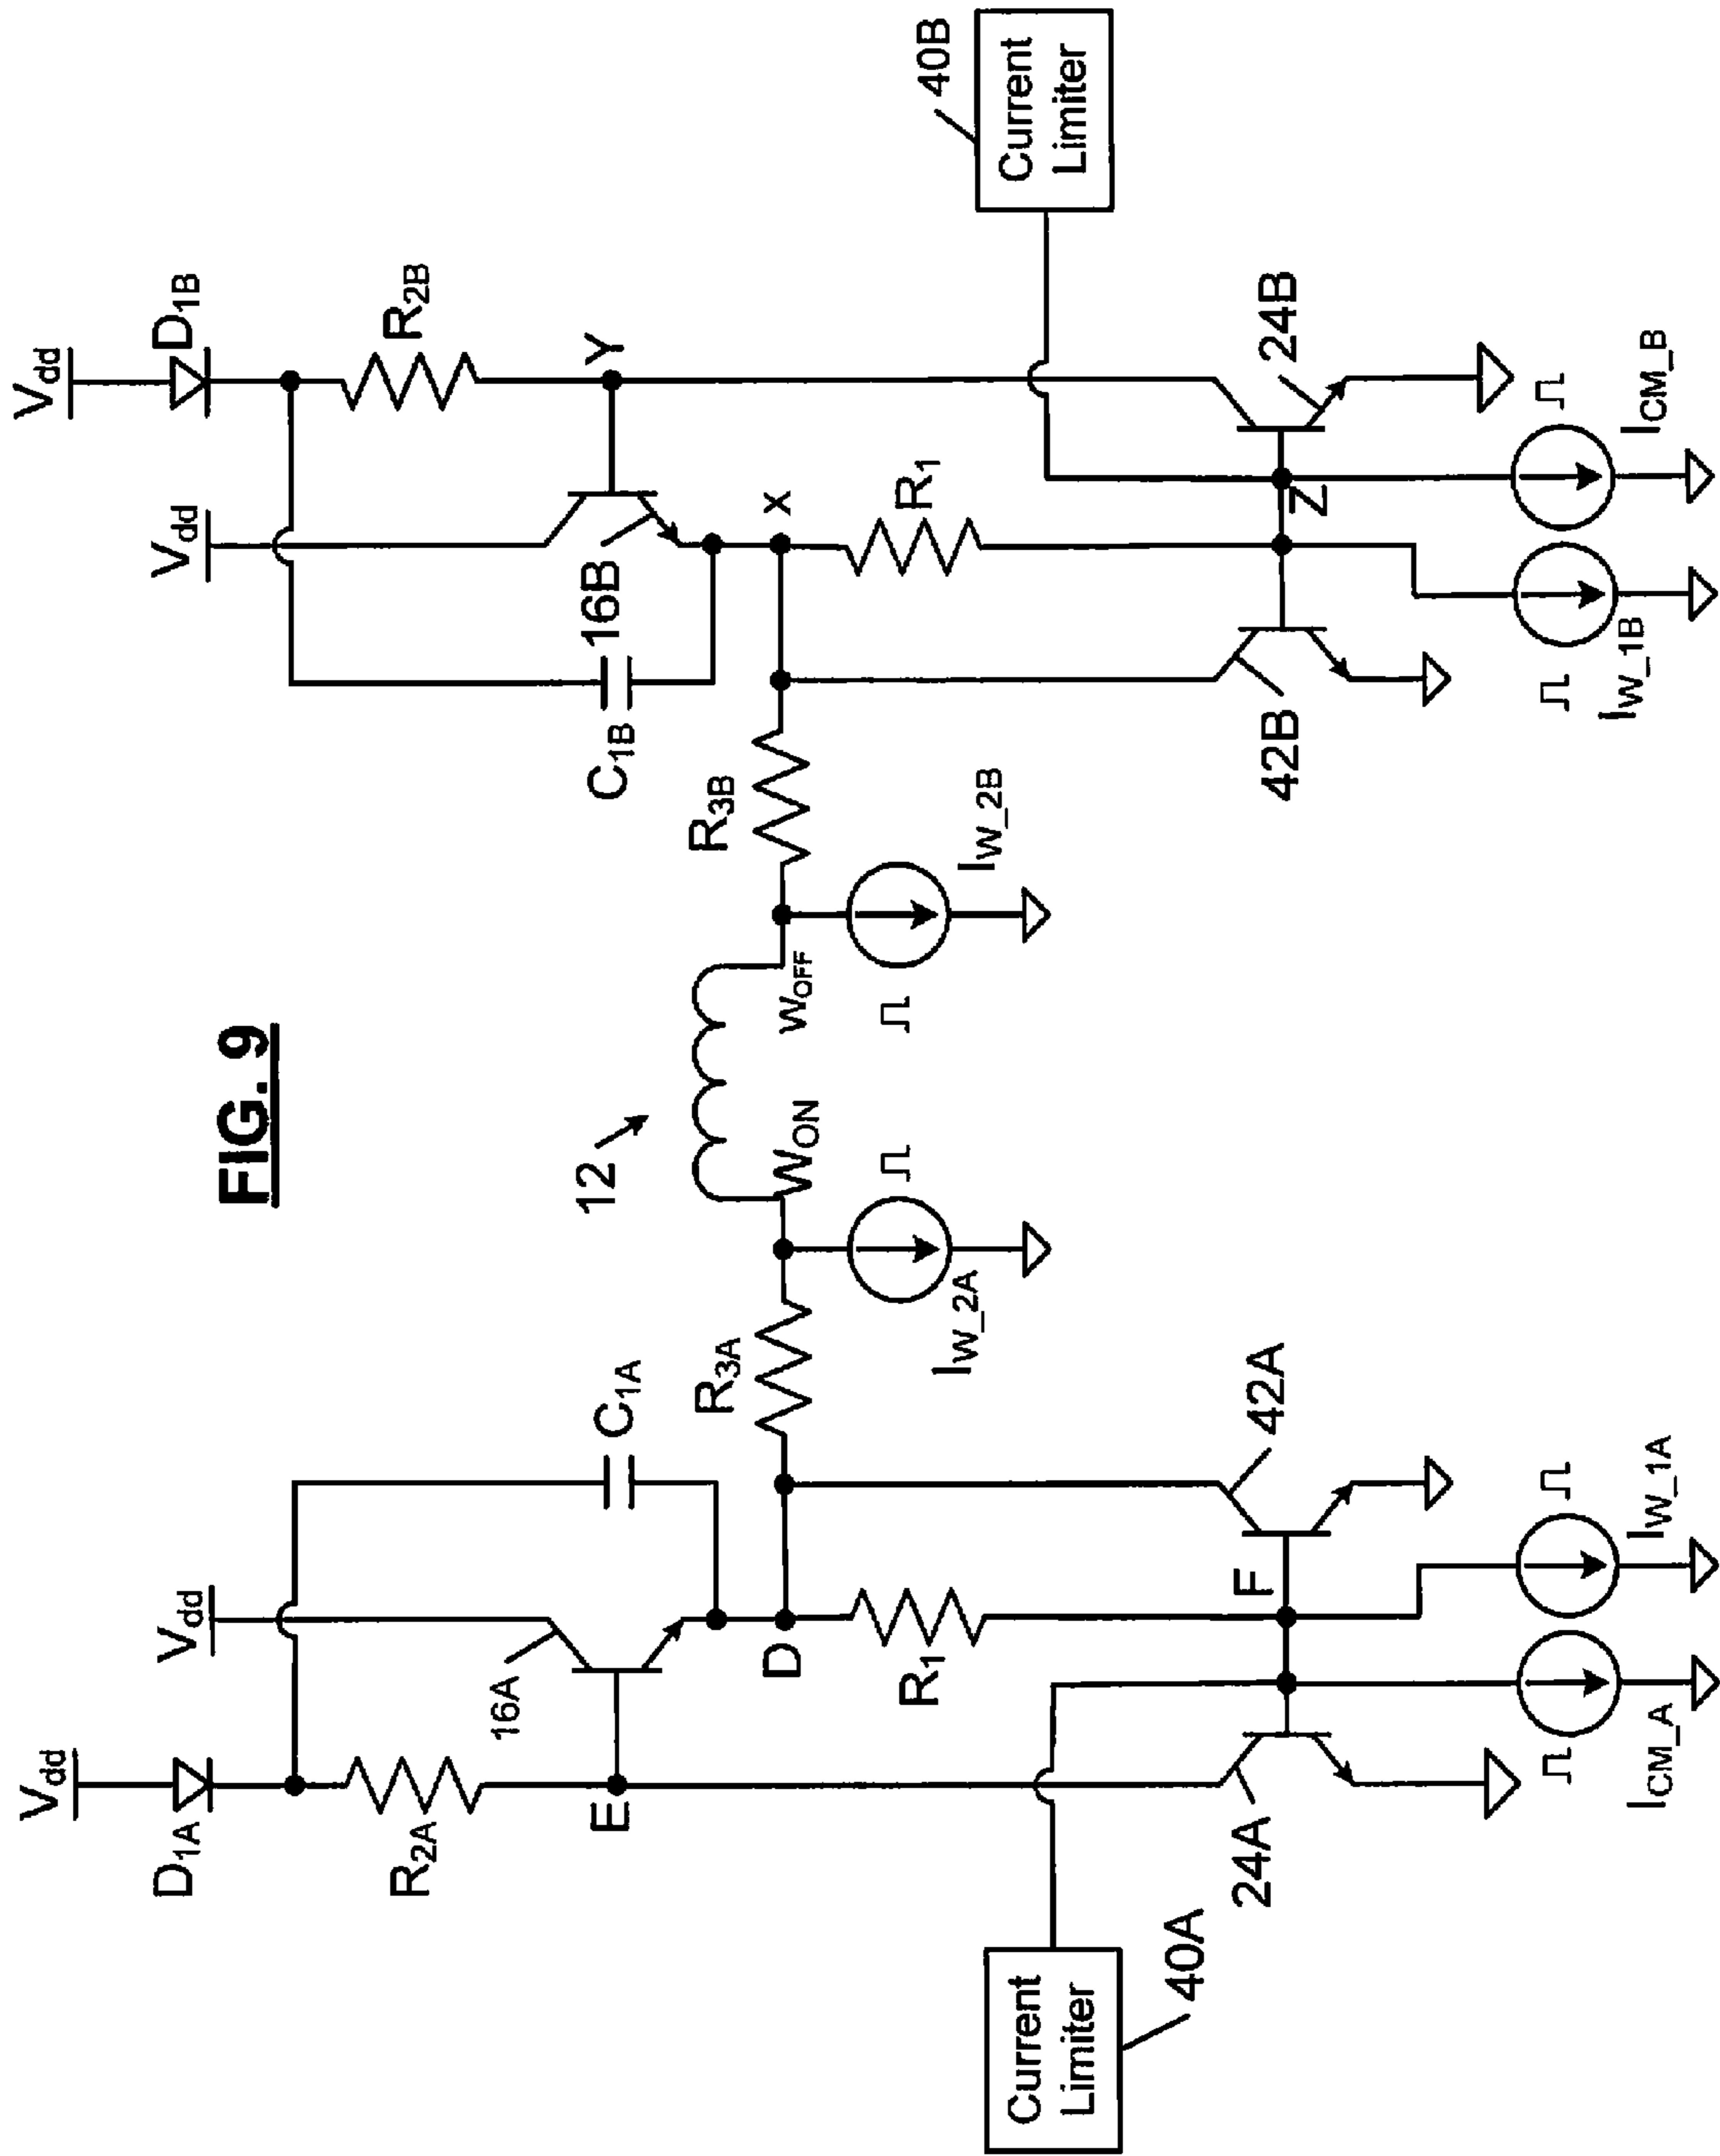 FIG. 9
Vdd
Vdd
Vdd
Vdd
D1A
D1B
R2A
R2B
16A
C1A
C1B
16B
12
E
Y
D
X
R3A
WON
WOFF
R3B
IW_2A
IW_2B
R1
R1
Current
Limiter
40A
Current
Limiter
40B
24A
F
42A
42B
Z
24B
ICM_A
IW_1A
IW_1B
ICM_B